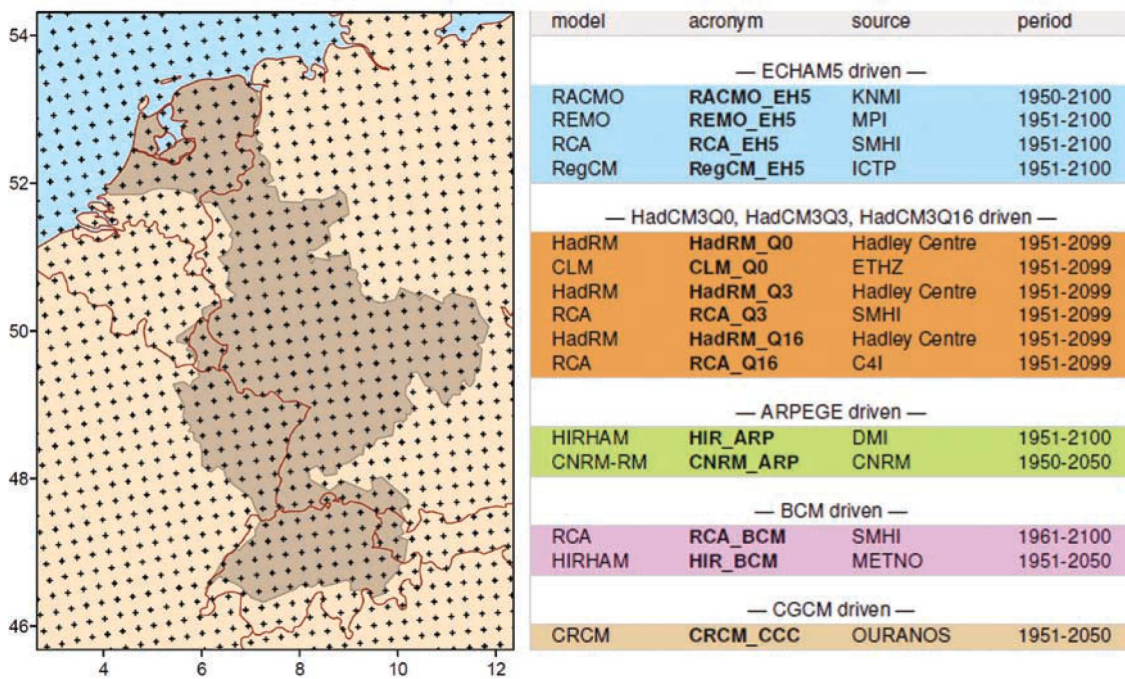 54
52
50
48
46
4 6 8 10 12
model acronym source period
— ECHAM5 driven —
RACMO RACMO_EH5 KNMI 1950-2100
REMO REMO_EH5 MPI 1951-2100
RCA RCA_EH5 SMHI 1951-2100
RegCM RegCM_EH5 ICTP 1951-2100
— HadCM3Q0, HadCM3Q3, HadCM3Q16 driven —
HadRM HadRM_Q0 Hadley Centre 1951-2099
CLM CLM_Q0 ETHZ 1951-2099
HadRM HadRM_Q3 Hadley Centre 1951-2099
RCA RCA_Q3 SMHI 1951-2099
HadRM HadRM_Q16 Hadley Centre 1951-2099
RCA RCA_Q16 C4I 1951-2099
— ARPEGE driven —
HIRHAM HIR_ARP DMI 1951-2100
CNRM-RM CNRM_ARP CNRM 1950-2050
— BCM driven —
RCA RCA_BCM SMHI 1961-2100
HIRHAM HIR_BCM METNO 1951-2050
— CGCM driven —
CRCM CRCM_CCC OURANOS 1951-2050